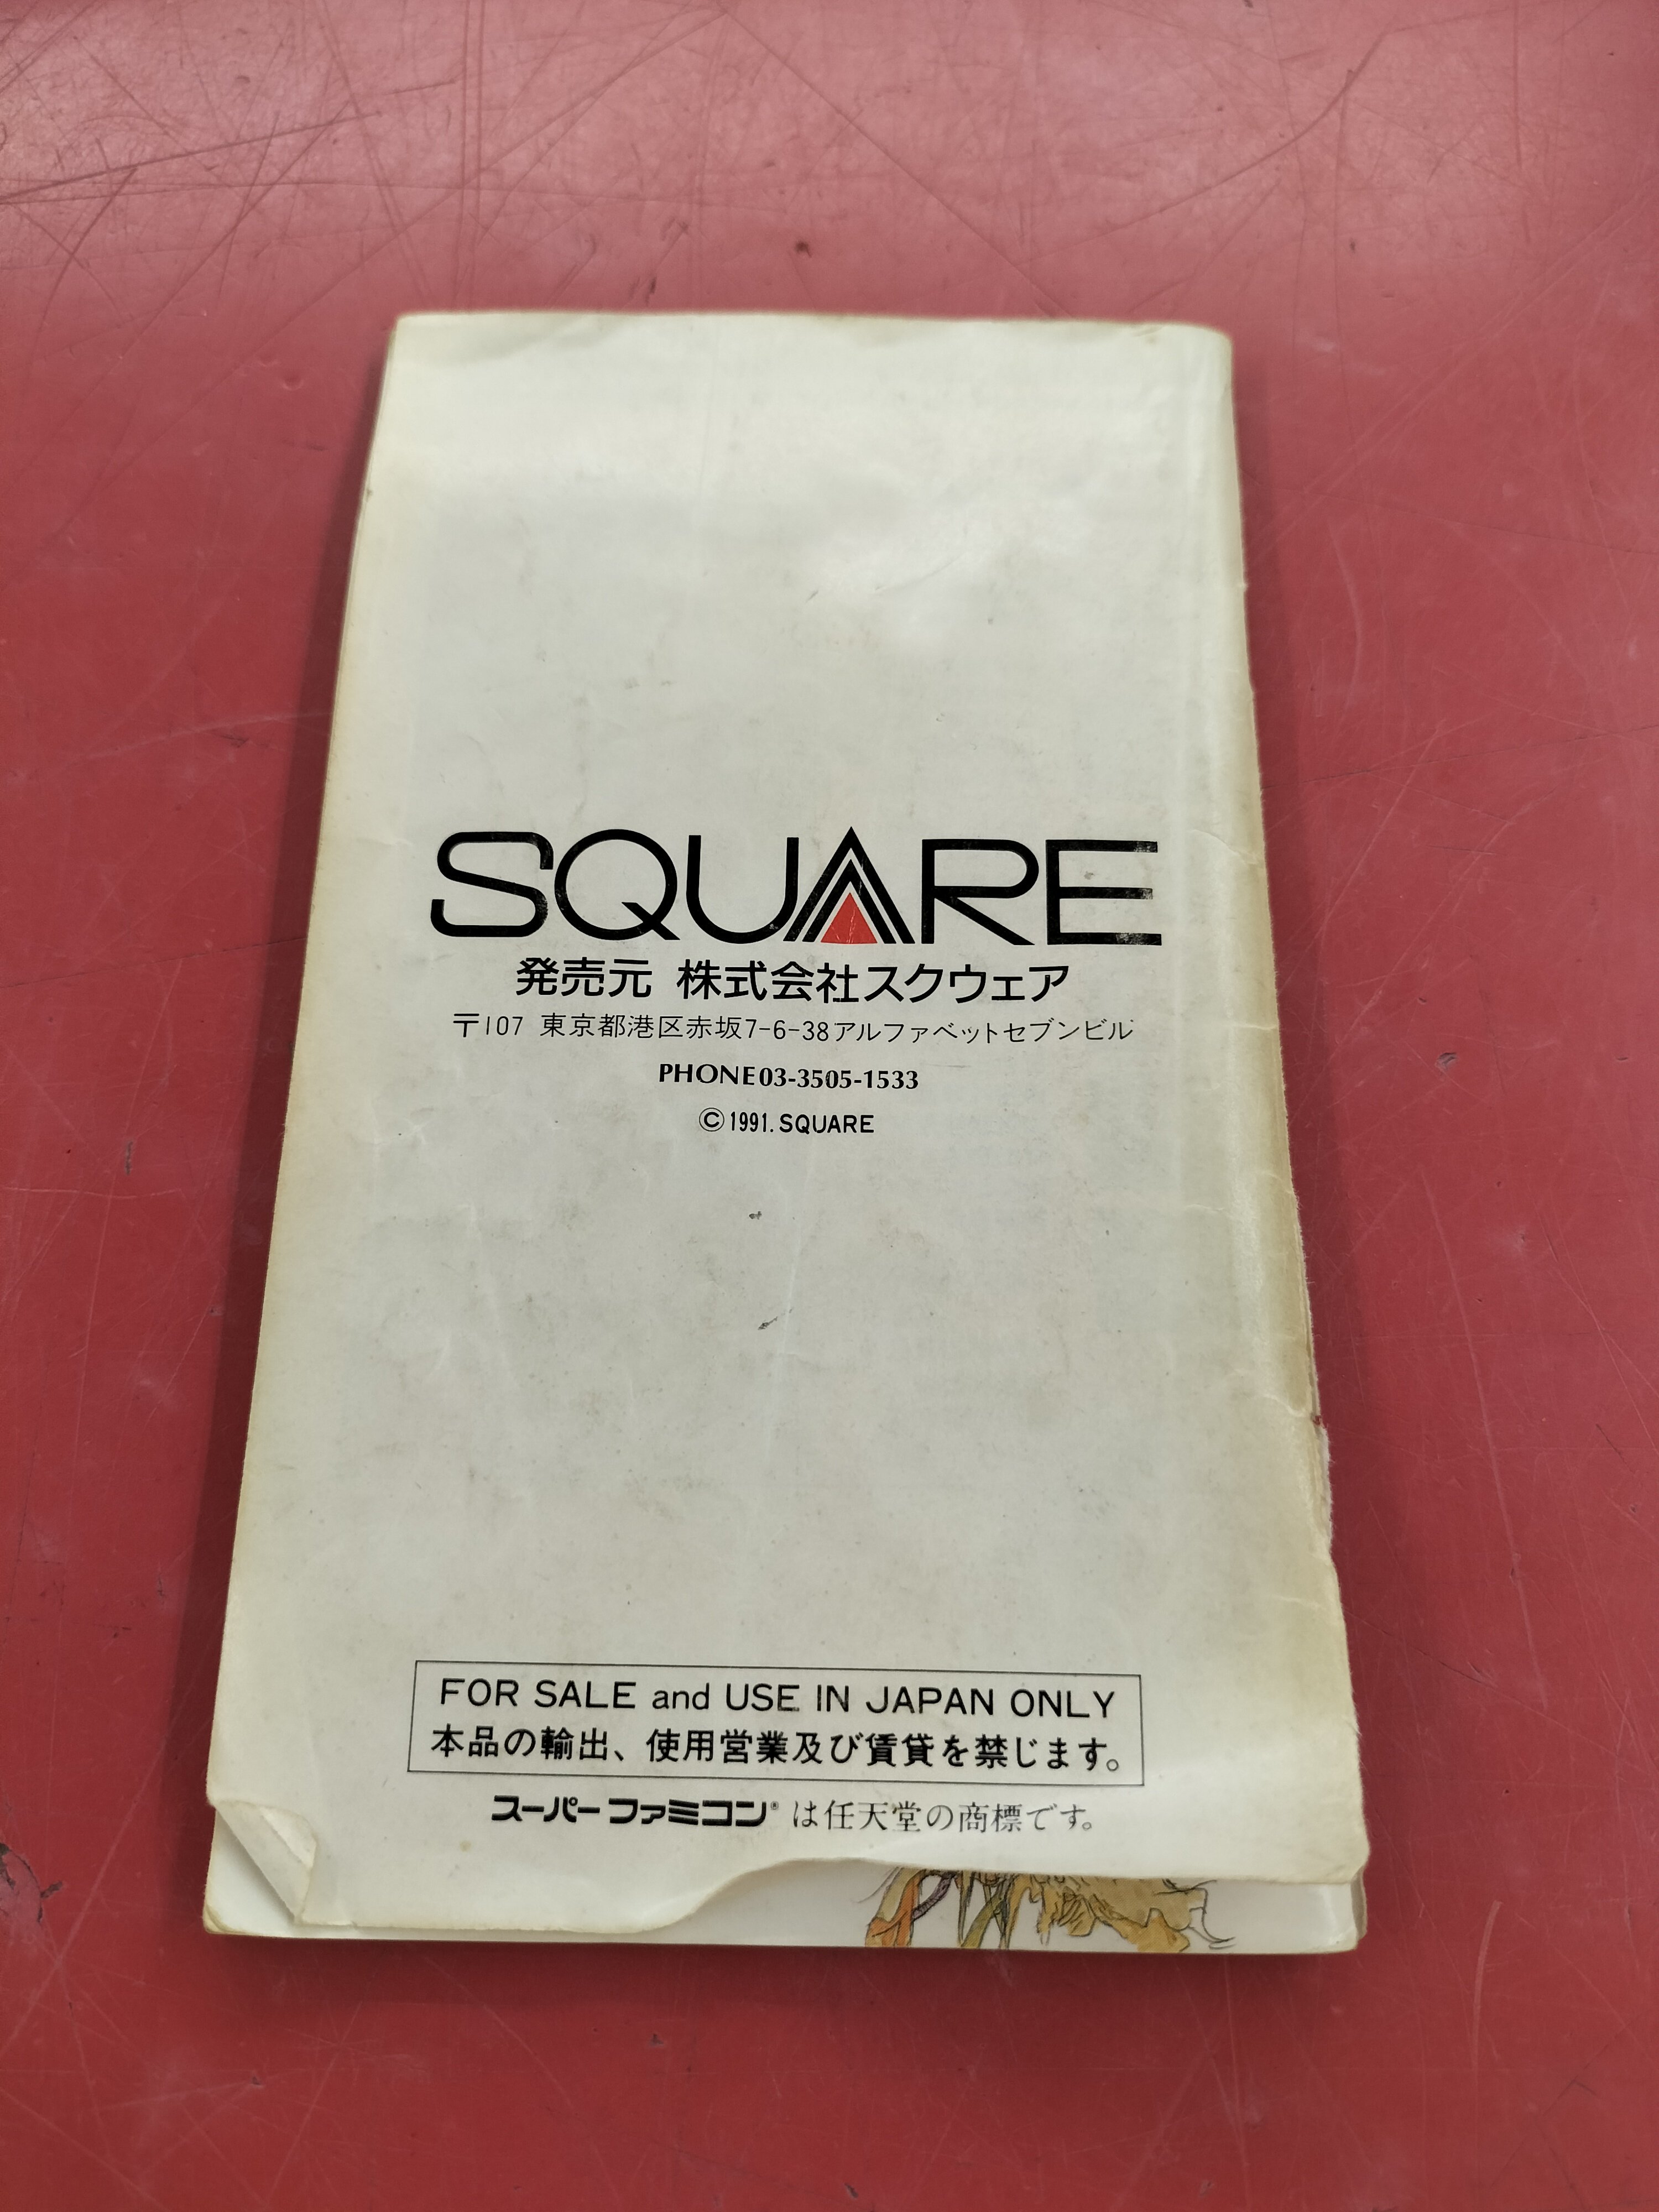 SQUARE
発売元 株式会社スクウェア
〒107 東京都港区赤坂7-6-38アルファベットセブンビル
PHONE03-3505-1533
©1991.SQUARE
FOR SALE and USE IN JAPAN ONLY
本品の輸出、使用営業及び賃貸を禁じます。
スーパーファミコン®は任天堂の商標です。